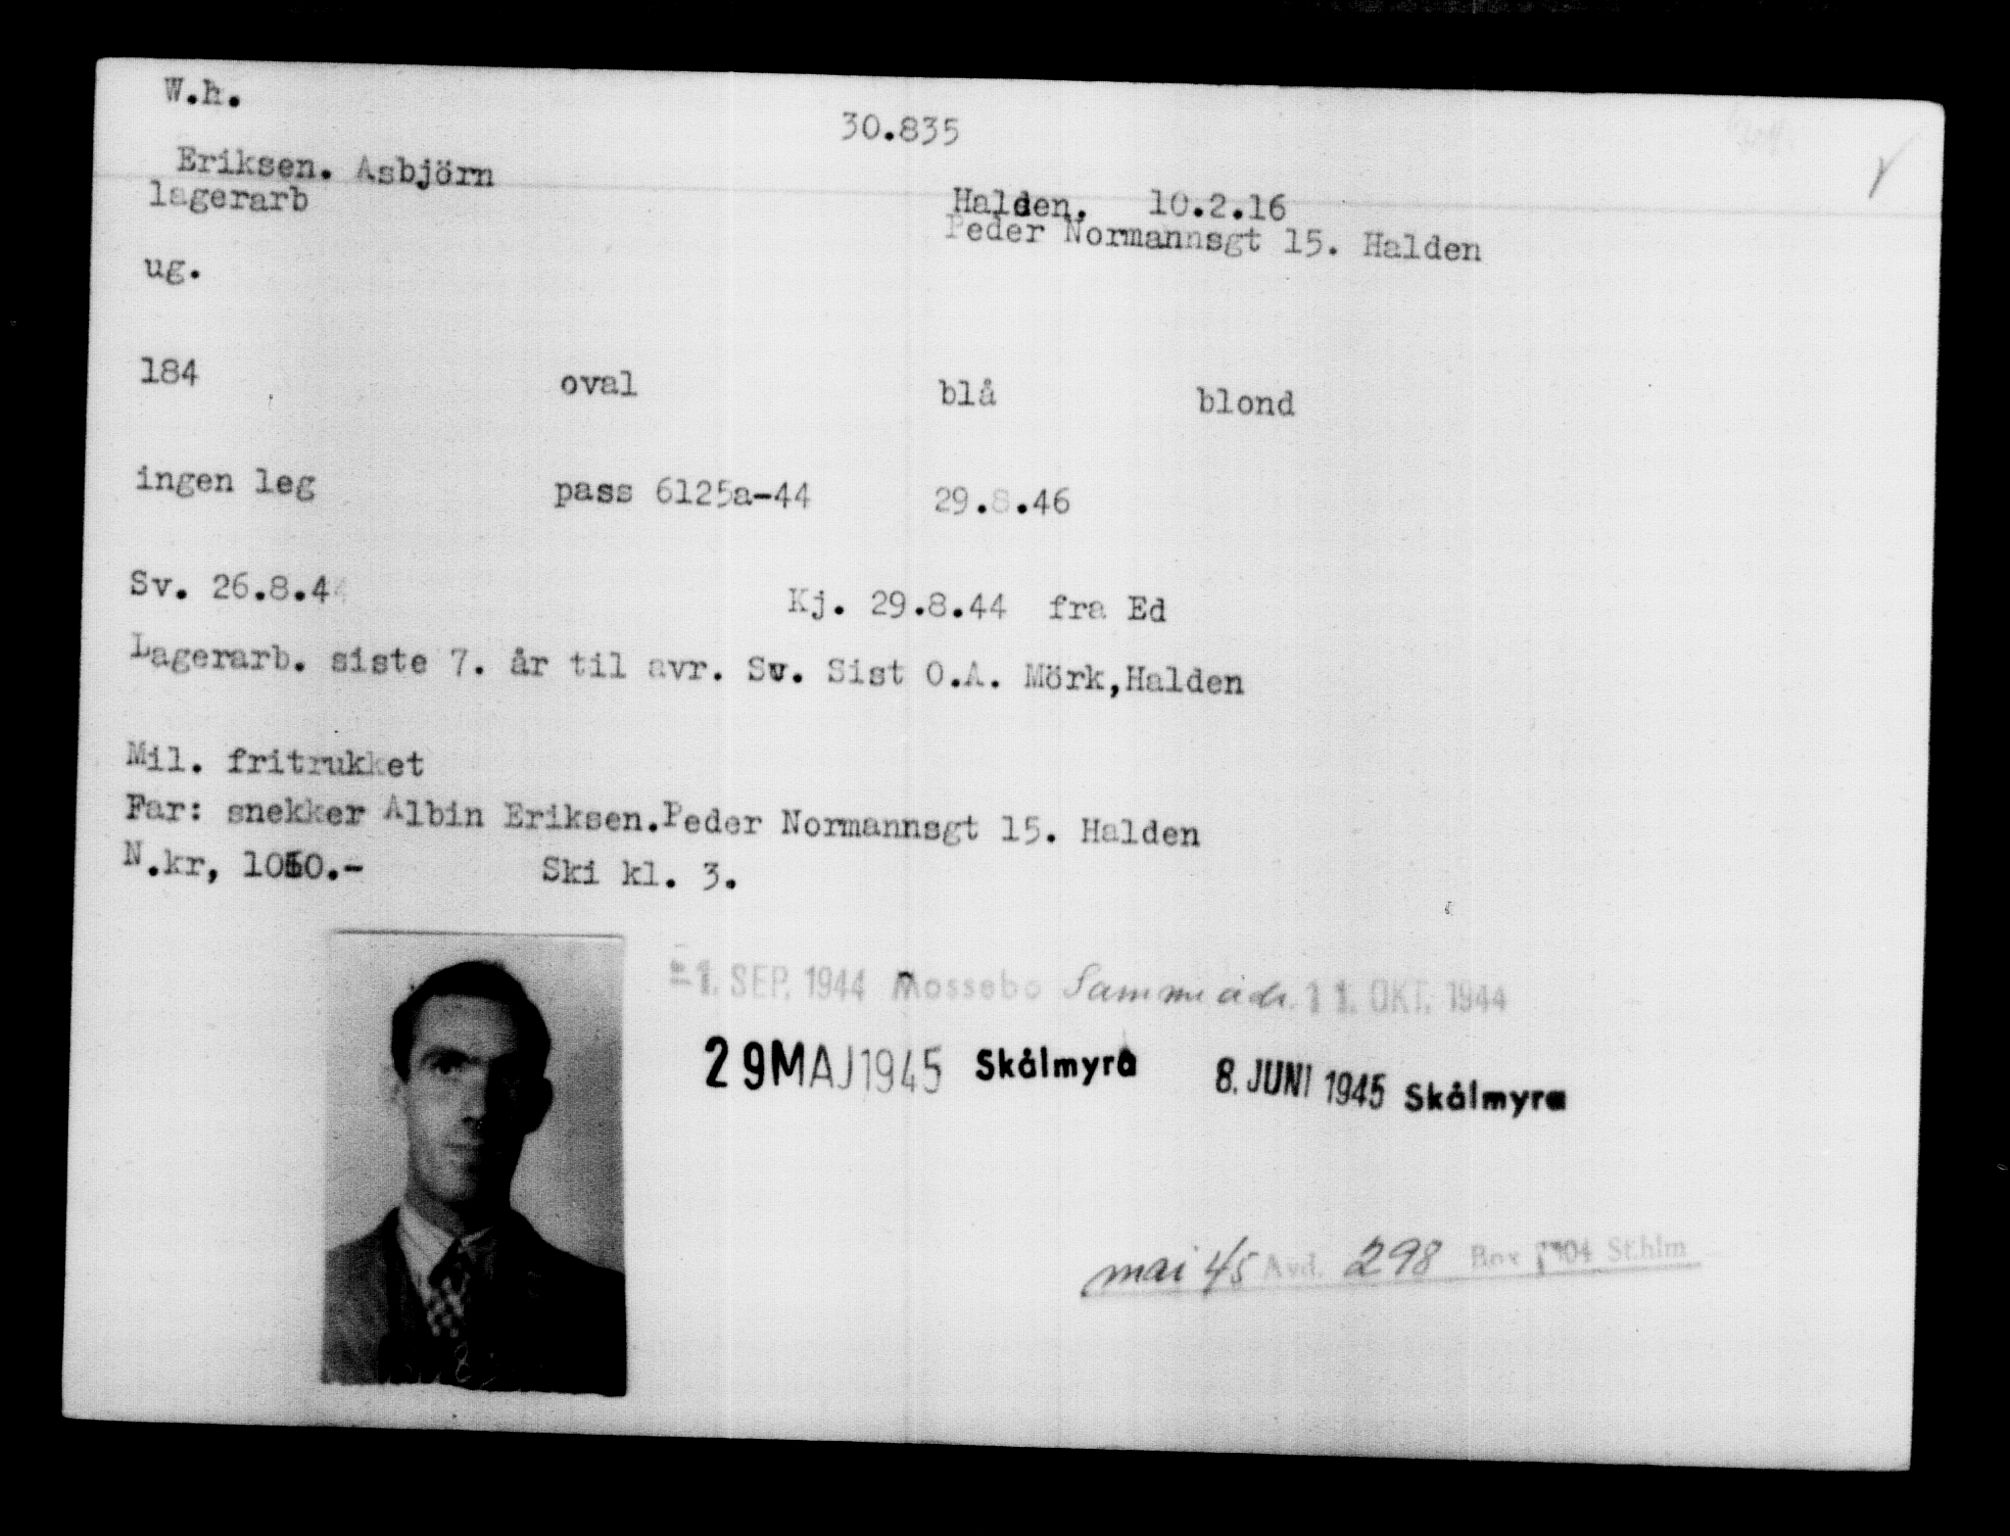 W.h.
30.835
Eriksen. Asbjörn
lagerarb
Halden. 10.2.16
Peder Normannsgt 15. Halden
ug.
184 oval blå blond
ingen leg pass 6125a-44 29.8.46
Sv. 26.8.44 Kj. 29.8.44 fra Ed
Lagerarb. siste 7. år til avr. Sv. Sist O.A. Mörk,Halden
Mil. fritrukket
Far: snekker Albin Eriksen.Peder Normannsgt 15. Halden
N.kr, Ski kl. 3.
-1. SEP. 1944 Mossebo Samme adr. 11. OKT. 1944
29 MAJ 1945 Skålmyra 8. JUNI 1945 Skålmyra
mai 45 Avd. 298 Box Sthlm